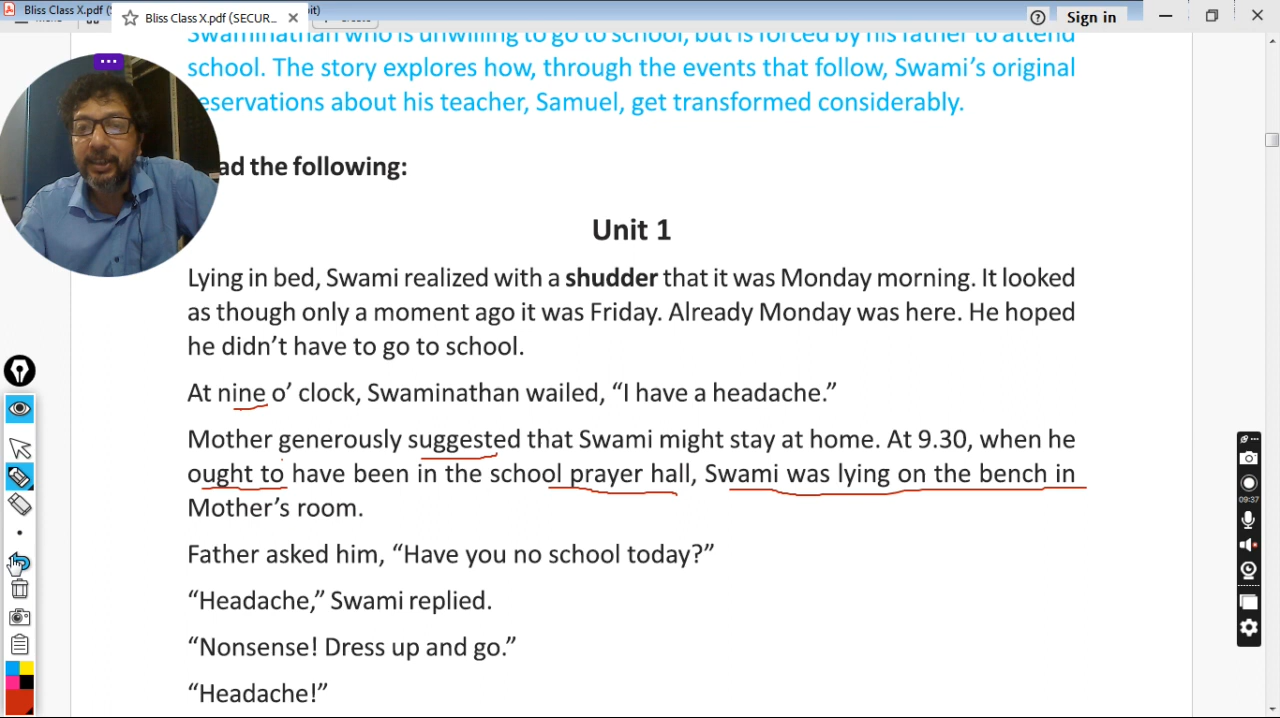 Bliss Class X.pdf (S
Bliss Class X.pdf (SECUR...
Sign in
Swaminathan who is unwilling to go to school, but is forced by his father to attend
school. The story explores how, through the events that follow, Swami's original
reservations about his teacher, Samuel, get transformed considerably.
ad the following:
Unit 1
Lying in bed, Swami realized with a shudder that it was Monday morning. It looked
as though only a moment ago it was Friday. Already Monday was here. He hoped
he didn't have to go to school.
At nine o' clock, Swaminathan wailed, "I have a headache."
Mother generously suggested that Swami might stay at home. At 9.30, when he
ought to have been in the school prayer hall, Swami was lying on the bench in
Mother's room.
Father asked him, "Have you no school today?"
"Headache," Swami replied.
"Nonsense! Dress up and go."
"Headache!"
09:37